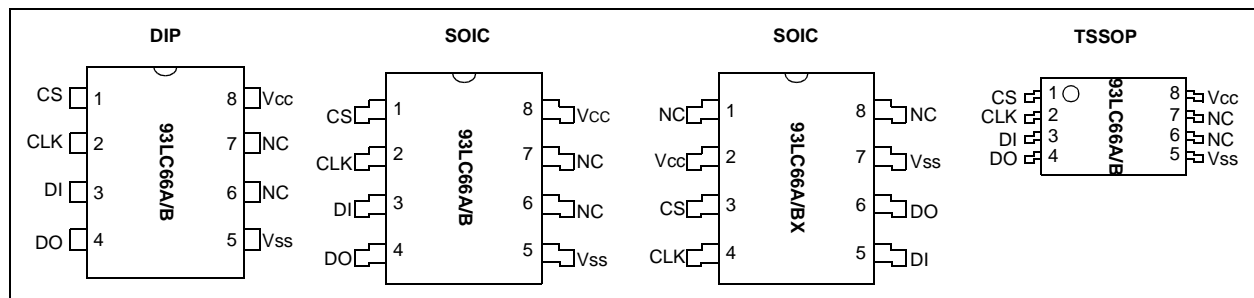 DIP
CS 1 8 Vcc
CLK 2 7 NC
DI 3 6 NC
DO 4 5 Vss
93LC66A/B
SOIC
CS 1 8 Vcc
CLK 2 7 NC
DI 3 6 NC
DO 4 5 Vss
93LC66A/B
SOIC
NC 1 8 NC
Vcc 2 7 Vss
CS 3 6 DO
CLK 4 5 DI
93LC66A/BX
TSSOP
CS 1 8 Vcc
CLK 2 7 NC
DI 3 6 NC
DO 4 5 Vss
93LC66A/B